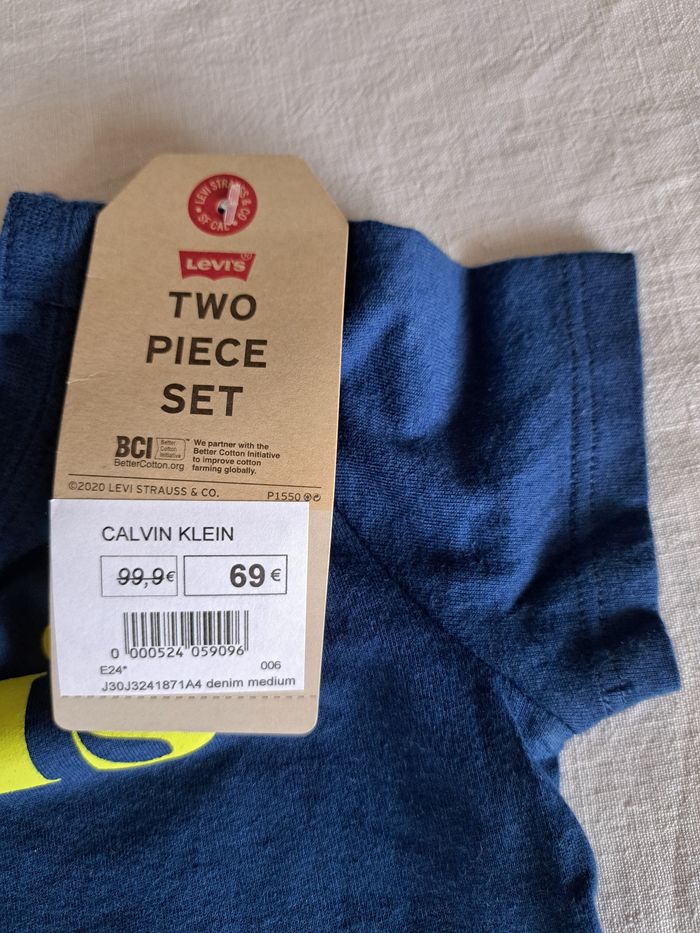 LEVI STRAUSS & CO
SF CAL
LEVI'S®
TWO
PIECE
SET
BCI Better Cotton Initiative™
BetterCotton.org
We partner with the
Better Cotton Initiative
to improve cotton
farming globally.
©2020 LEVI STRAUSS & CO. P1550
CALVIN KLEIN
99,9€ 69€
0 000524 059096
E24* 006
J30J3241871A4 denim medium